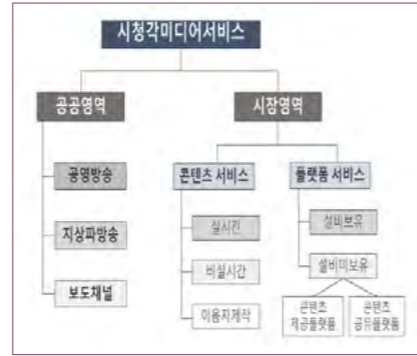 시청각미디어서비스
공공영역
시장영역
공영방송
지상파방송
보도채널
콘텐츠 서비스
실시간
비실시간
이용자제작
플랫폼 서비스
설비보유
설비미보유
콘텐츠
제공플랫폼
콘텐츠
공유플랫폼